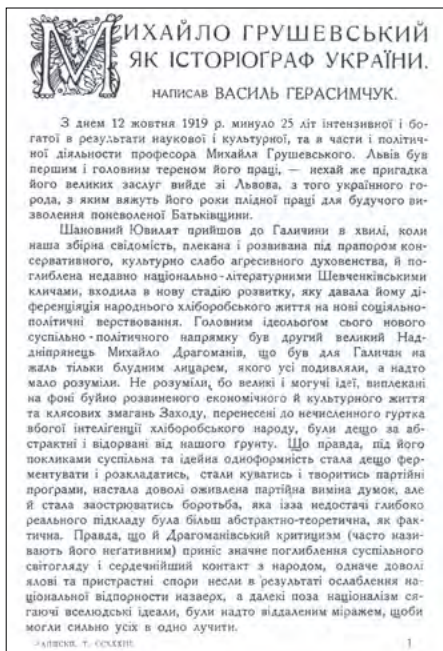 МИХАЙЛО ГРУШЕВСЬКИЙ
ЯК ІСТОРІОҐРАФ УКРАЇНИ.
НАПИСАВ ВАСИЛЬ ГЕРАСИМЧУК.
З днем 12 жовтня 1919 р. минуло 25 літ інтензивної і бо-
гатої в результати наукової і культурної, та в части і політич-
ної діяльности професора Михайла Грушевського. Львів був
першим і головним тереном його праці, — нехай же пригадка
його великих заслуг вийде зі Львова, з того українного го-
рода, з яким вяжуть його роки плідної праці для будучого ви-
зволення поневоленої Батьківщини.
Шановний Ювилят прийшов до Галичини в хвилі, коли
наша збірна свідомість, плекана і розвивана під прапором кон-
сервативного, культурно слабо агресивного духовенства, й по-
глиблена недавно національно-літературними Шевченківськими
кличами, входила в нову стадію розвитку, яку давала йому ді-
ференціяція народнього хліборобського життя на нові соціяльно-
політичні верствовання. Головним ідеольоґом сього нового
суспільно-політичного напрямку був другий великий Над-
дніпрянець Михайло Драгоманів, що був для Галичан на
жаль тільки блудним лицарем, якого усі подивляли, а надто
мало розуміли. Не розуміли, бо великі і могучі ідеї, виплекані
на фоні буйно розвиненого економічного й культурного життя
та клясових змагань Заходу, перенесені до нечисленного гуртка
вбогої інтеліґенції хліборобського народу, були дещо за аб-
страктні і відорвані від нашого ґрунту. Що правда, під його
покликами суспільна та ідейна одноформність стала дещо фер-
ментувати і розкладатись, стали куватись і творитись партійні
проґрами, настала доволі оживлена партійна виміна думок, але
й стала заострюватись боротьба, яка ізза недостачі глибоко
реального підкладу була більш абстрактно-теоретична, як фак-
тична. Правда, що й Драгоманівський критицизм (часто нази-
вають його неґативним) приніс значне поглиблення суспільного
світогляду і сердечнійший контакт з народом, одначе доволі
ялові та пристрастні спори несли в результаті ослаблення на-
ціональної відпорности назверх, а далекі поза націоналізм ся-
гаючі вселюдські ідеали, були надто віддаленим міражем, щоби
могли сильно усіх в одно лучити.
ЗАПИСКИ, Т. CCXXIII. 1